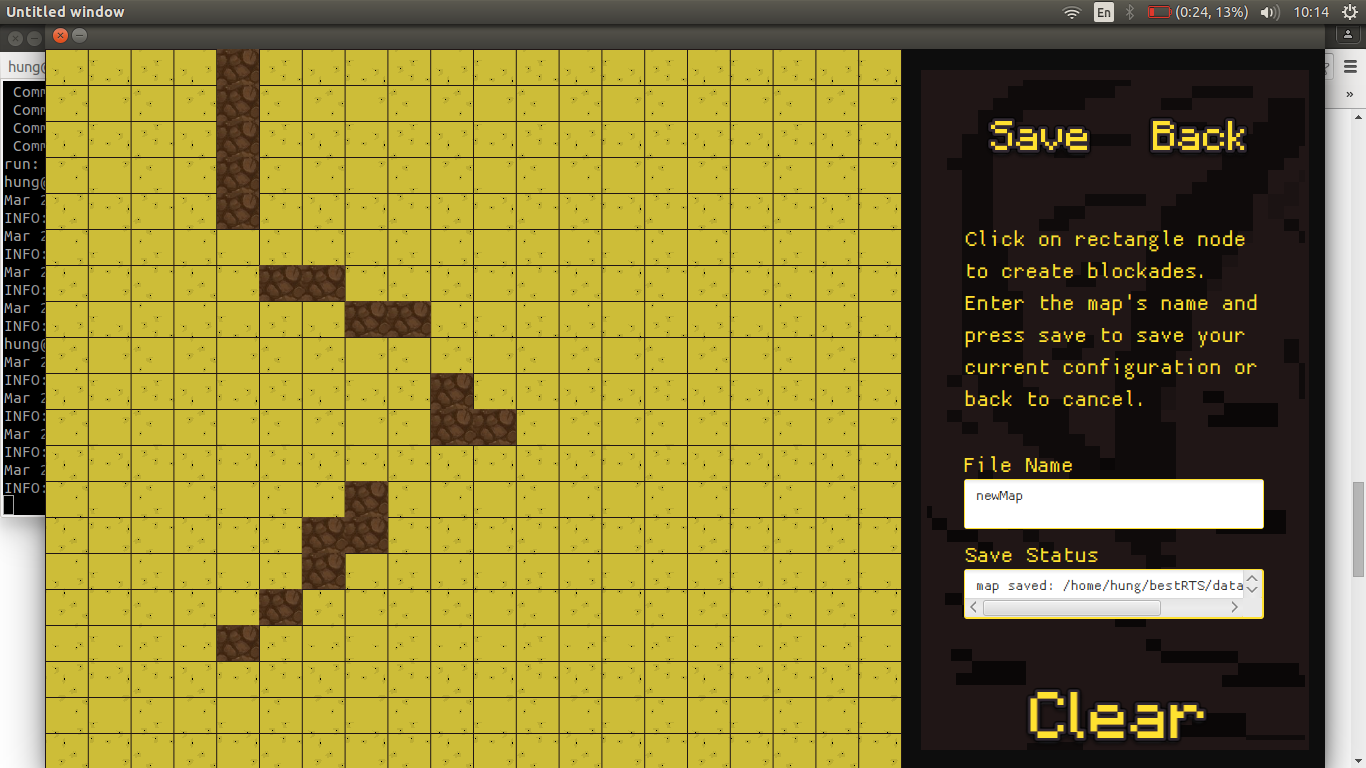 Untitled window
En
(0:24, 13%)
10:14
hung@
Comm
Comm
Comm
Comm
run:
hung@
Mar 2
INFO:
Mar 2
INFO:
Mar 2
INFO:
Mar 2
INFO:
hung@
Mar 2
INFO:
Mar 2
INFO:
Mar 2
INFO:
Mar 2
INFO:
Save Back
Click on rectangle node
to create blockades.
Enter the map's name and
press save to save your
current configuration or
back to cancel.
File Name
newMap
Save Status
map saved: /home/hung/bestRTS/data
Clear